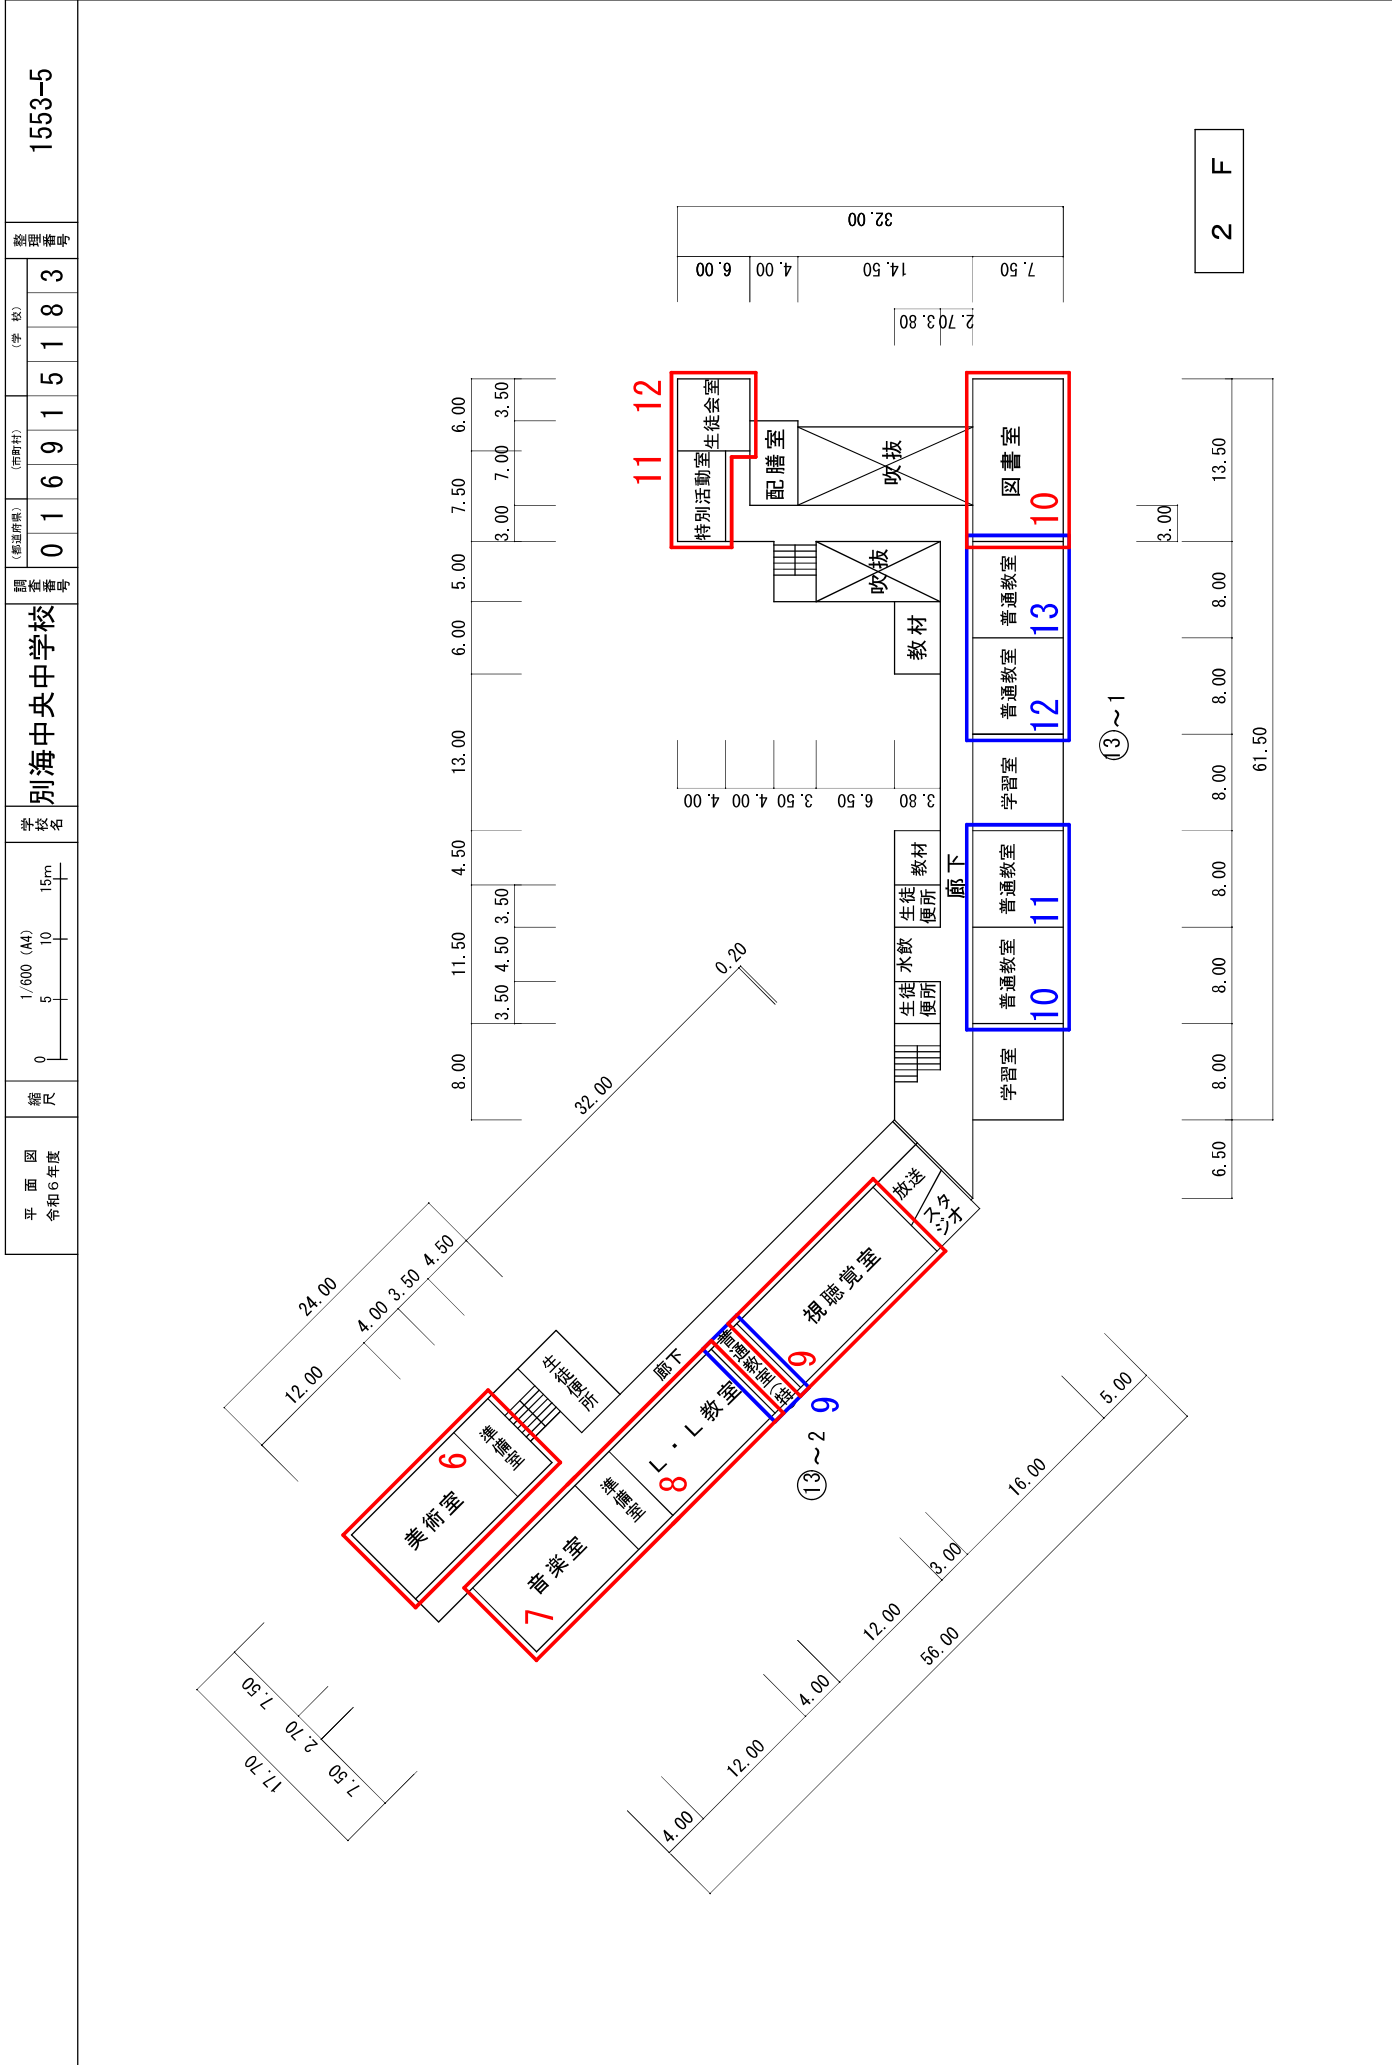 平面図
令和6年度
縮尺
1/600 (A4)
0 5 10 15m
学校名
別海中央中学校
調査番号
(都道府県) (市町村) (学 校)
0 1 6 9 1 5 1 8 3
整理番号
1553-5
2 F
32.00
6.00 4.00 14.50 7.50
3.80 2.70
8.00 11.50 4.50 13.00 6.00 5.00 7.50 6.00
3.50 4.50 3.50
3.00 7.00 3.50
11 12
特別活動室
生徒会室
配膳室
吹抜
図書室
10
3.00
吹抜
教材
普通教室
13
普通教室
12
学習室
⑬~1
4.00 4.00 3.50 6.50 3.80
教材
生徒便所
水飲
生徒便所
廊下
普通教室
11
普通教室
10
学習室
6.50 8.00 8.00 8.00 8.00 8.00 8.00 13.50
61.50
0.20
32.00
4.50
3.50
4.00
12.00
24.00
放送
スタジオ
視聴覚室
9
普通教室(特)
9
⑬~2
廊下
生徒便所
L・L教室
8
準備室
音楽室
7
準備室
美術室
6
7.50
2.70
7.50
17.70
4.00
12.00
4.00
12.00
3.00
16.00
5.00
56.00